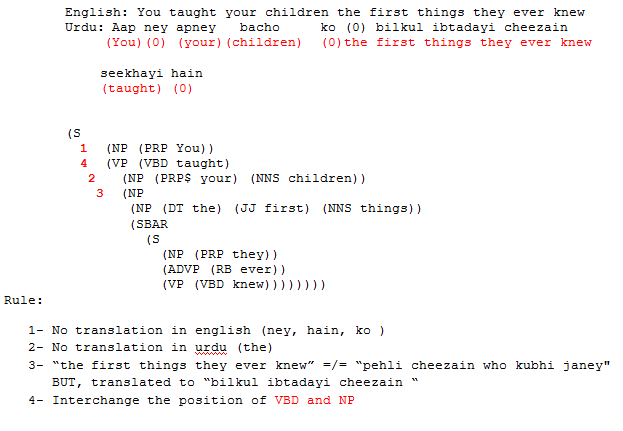 English: You taught your children the first things they ever knew
Urdu: Aap ney apney bacho ko (0) bilkul ibtadayi cheezain
(You)(0) (your)(children) (0)the first things they ever knew
seekhayi hain
(taught) (0)
(S
1 (NP (PRP You))
4 (VP (VBD taught)
2 (NP (PRP$ your) (NNS children))
3 (NP
(NP (DT the) (JJ first) (NNS things))
(SBAR
(S
(NP (PRP they))
(ADVP (RB ever))
(VP (VBD knew))))))))
Rule:
1- No translation in english (ney, hain, ko )
2- No translation in urdu (the)
3- “the first things they ever knew” =/= “pehli cheezain who kubhi janey"
BUT, translated to “bilkul ibtadayi cheezain “
4- Interchange the position of VBD and NP